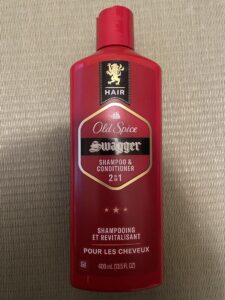 HAIR
Old Spice
Swagger
SHAMPOO &
CONDITIONER
2in1
SHAMPOOING
ET REVITALISANT
POUR LES CHEVEUX
400 mL (13.5 FL OZ)